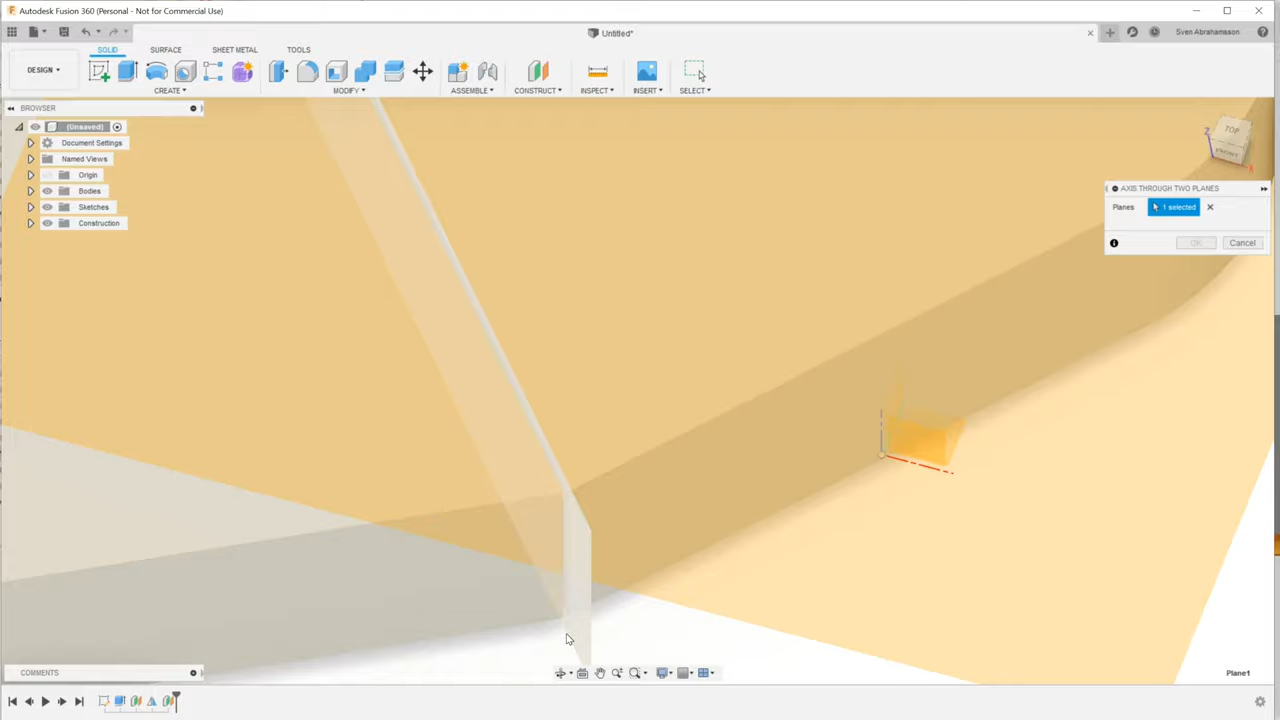 Autodesk Fusion 360 (Personal - Not for Commercial Use)
Untitled*
Sven Abrahamsson
SOLID SURFACE SHEET METAL TOOLS
DESIGN
CREATE MODIFY ASSEMBLE CONSTRUCT INSPECT INSERT SELECT
BROWSER
(Unsaved)
Document Settings
Named Views
Origin
Bodies
Sketches
Construction
TOP
FRONT
Z
X
AXIS THROUGH TWO PLANES
Planes 1 selected
OK Cancel
COMMENTS
Plane1